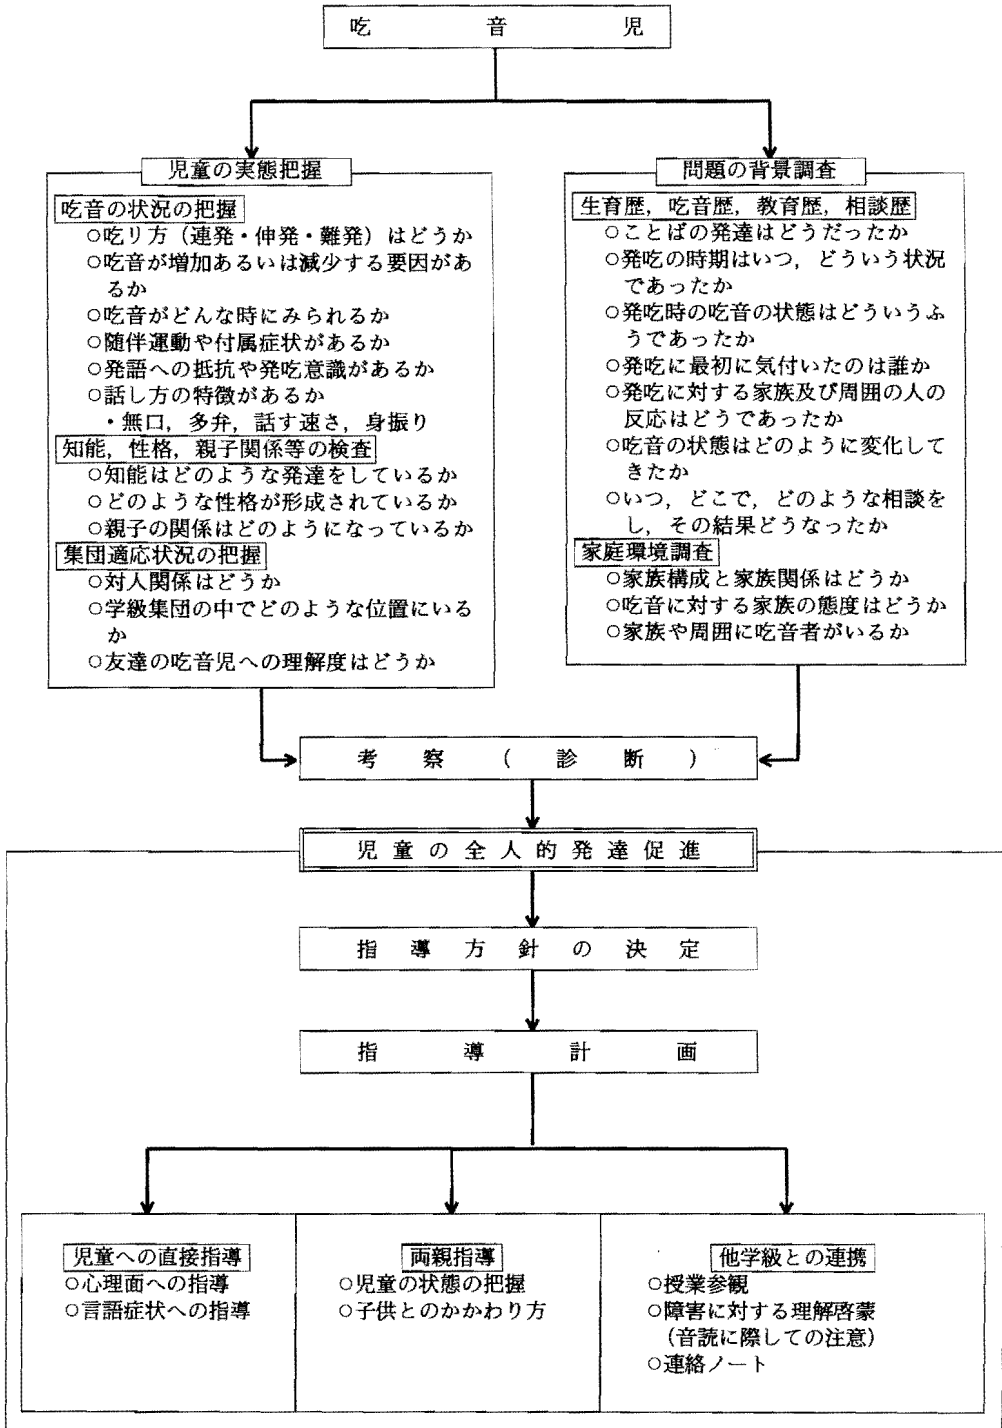 吃音児
児童の実態把握
吃音の状況の把握
○吃り方（連発・伸発・難発）はどうか
○吃音が増加あるいは減少する要因があ
るか
○吃音がどんな時にみられるか
○随伴運動や付属症状があるか
○発語への抵抗や発吃意識があるか
○話し方の特徴があるか
・無口，多弁，話す速さ，身振り
知能，性格，親子関係等の検査
○知能はどのような発達をしているか
○どのような性格が形成されているか
○親子の関係はどのようになっているか
集団適応状況の把握
○対人関係はどうか
○学級集団の中でどのような位置にいる
か
○友達の吃音児への理解度はどうか
問題の背景調査
生育歴，吃音歴，教育歴，相談歴
○ことばの発達はどうだったか
○発吃の時期はいつ，どういう状況
であったか
○発吃時の吃音の状態はどういうふ
うであったか
○発吃に最初に気付いたのは誰か
○発吃に対する家族及び周囲の人の
反応はどうであったか
○吃音の状態はどのように変化して
きたか
○いつ，どこで，どのような相談を
し，その結果どうなったか
家庭環境調査
○家族構成と家族関係はどうか
○吃音に対する家族の態度はどうか
○家族や周囲に吃音者がいるか
考察（診断）
児童の全人的発達促進
指導方針の決定
指導計画
児童への直接指導
○心理面への指導
○言語症状への指導
両親指導
○児童の状態の把握
○子供とのかかわり方
他学級との連携
○授業参観
○障害に対する理解啓蒙
（音読に際しての注意）
○連絡ノート